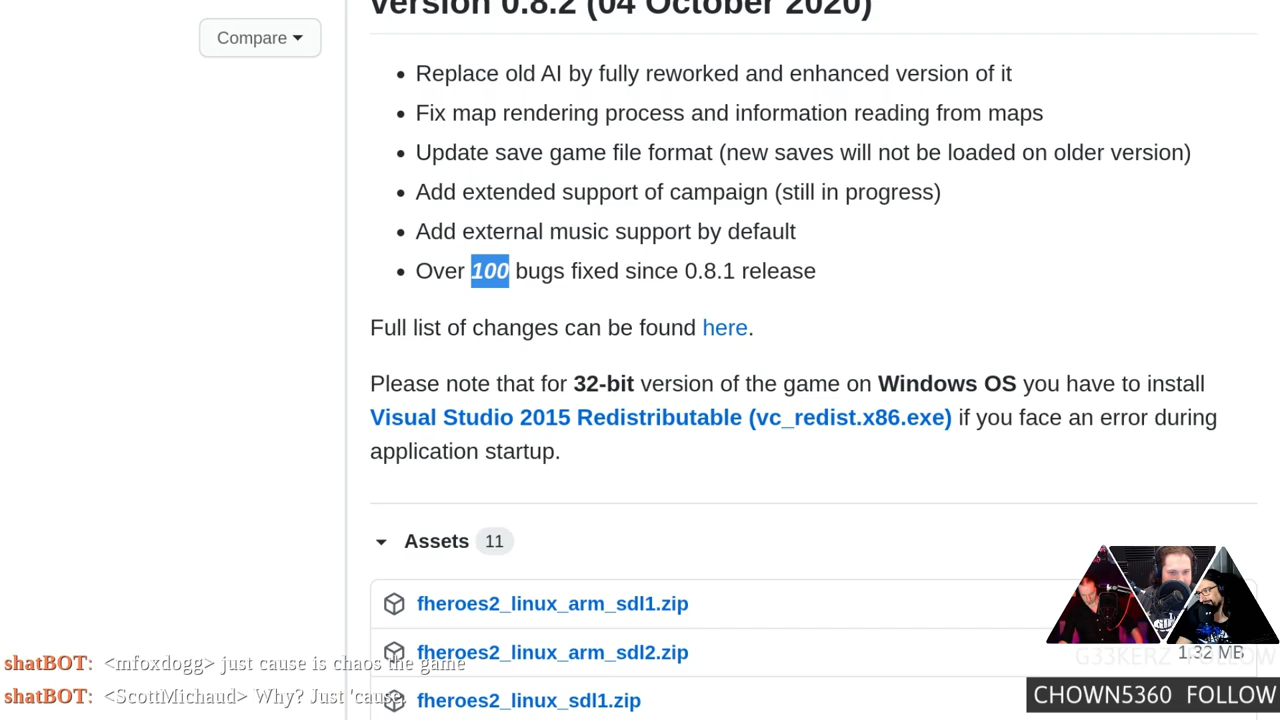 Version 0.8.2 (04 October 2020)
Compare
Replace old AI by fully reworked and enhanced version of it
Fix map rendering process and information reading from maps
Update save game file format (new saves will not be loaded on older version)
Add extended support of campaign (still in progress)
Add external music support by default
Over 100 bugs fixed since 0.8.1 release
Full list of changes can be found here.
Please note that for 32-bit version of the game on Windows OS you have to install
Visual Studio 2015 Redistributable (vc_redist.x86.exe) if you face an error during
application startup.
Assets 11
fheroes2_linux_arm_sdl1.zip
fheroes2_linux_arm_sdl2.zip
1.32 MB
fheroes2_linux_sdl1.zip
shatBOT: <mfoxdogg> just cause is chaos the game
shatBOT: <ScottMichaud> Why? Just 'cause.
G33KERZ FOLLOW
CHOWN5360 FOLLOW